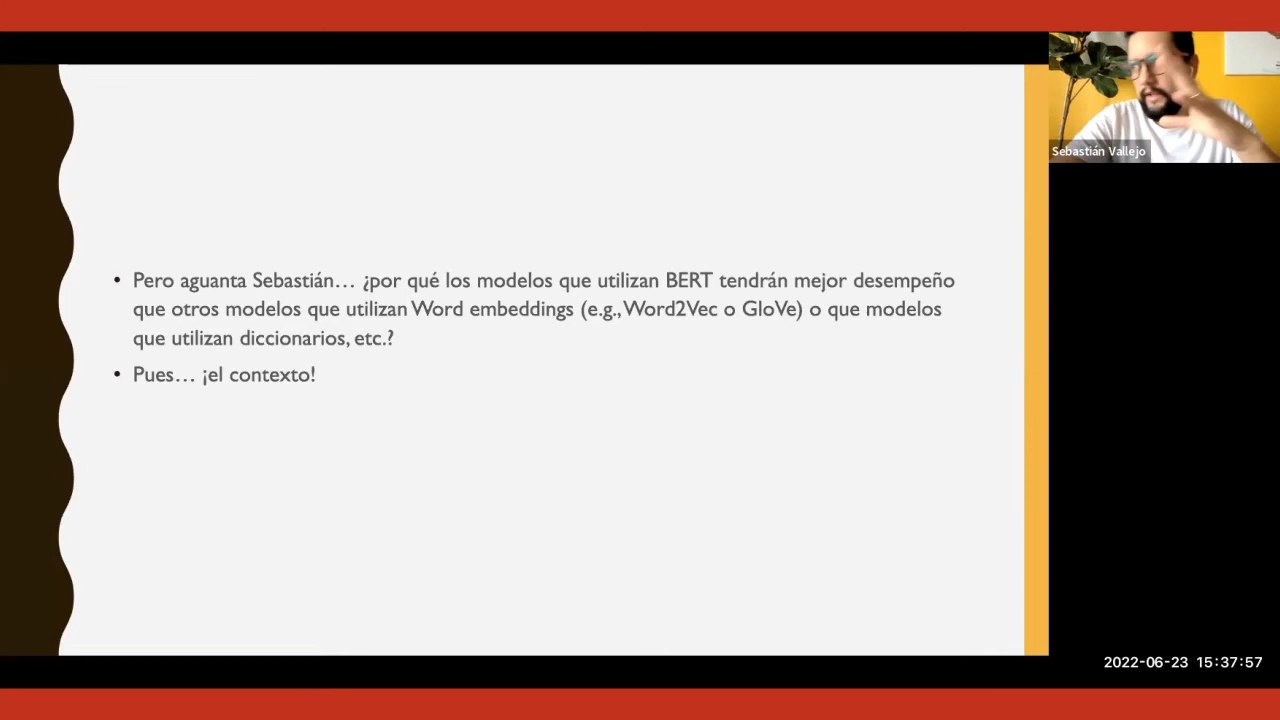 • Pero aguanta Sebastián… ¿por qué los modelos que utilizan BERT tendrán mejor desempeño
que otros modelos que utilizan Word embeddings (e.g., Word2Vec o GloVe) o que modelos
que utilizan diccionarios, etc.?
• Pues… ¡el contexto!
Sebastián Vallejo
2022-06-23 15:37:57